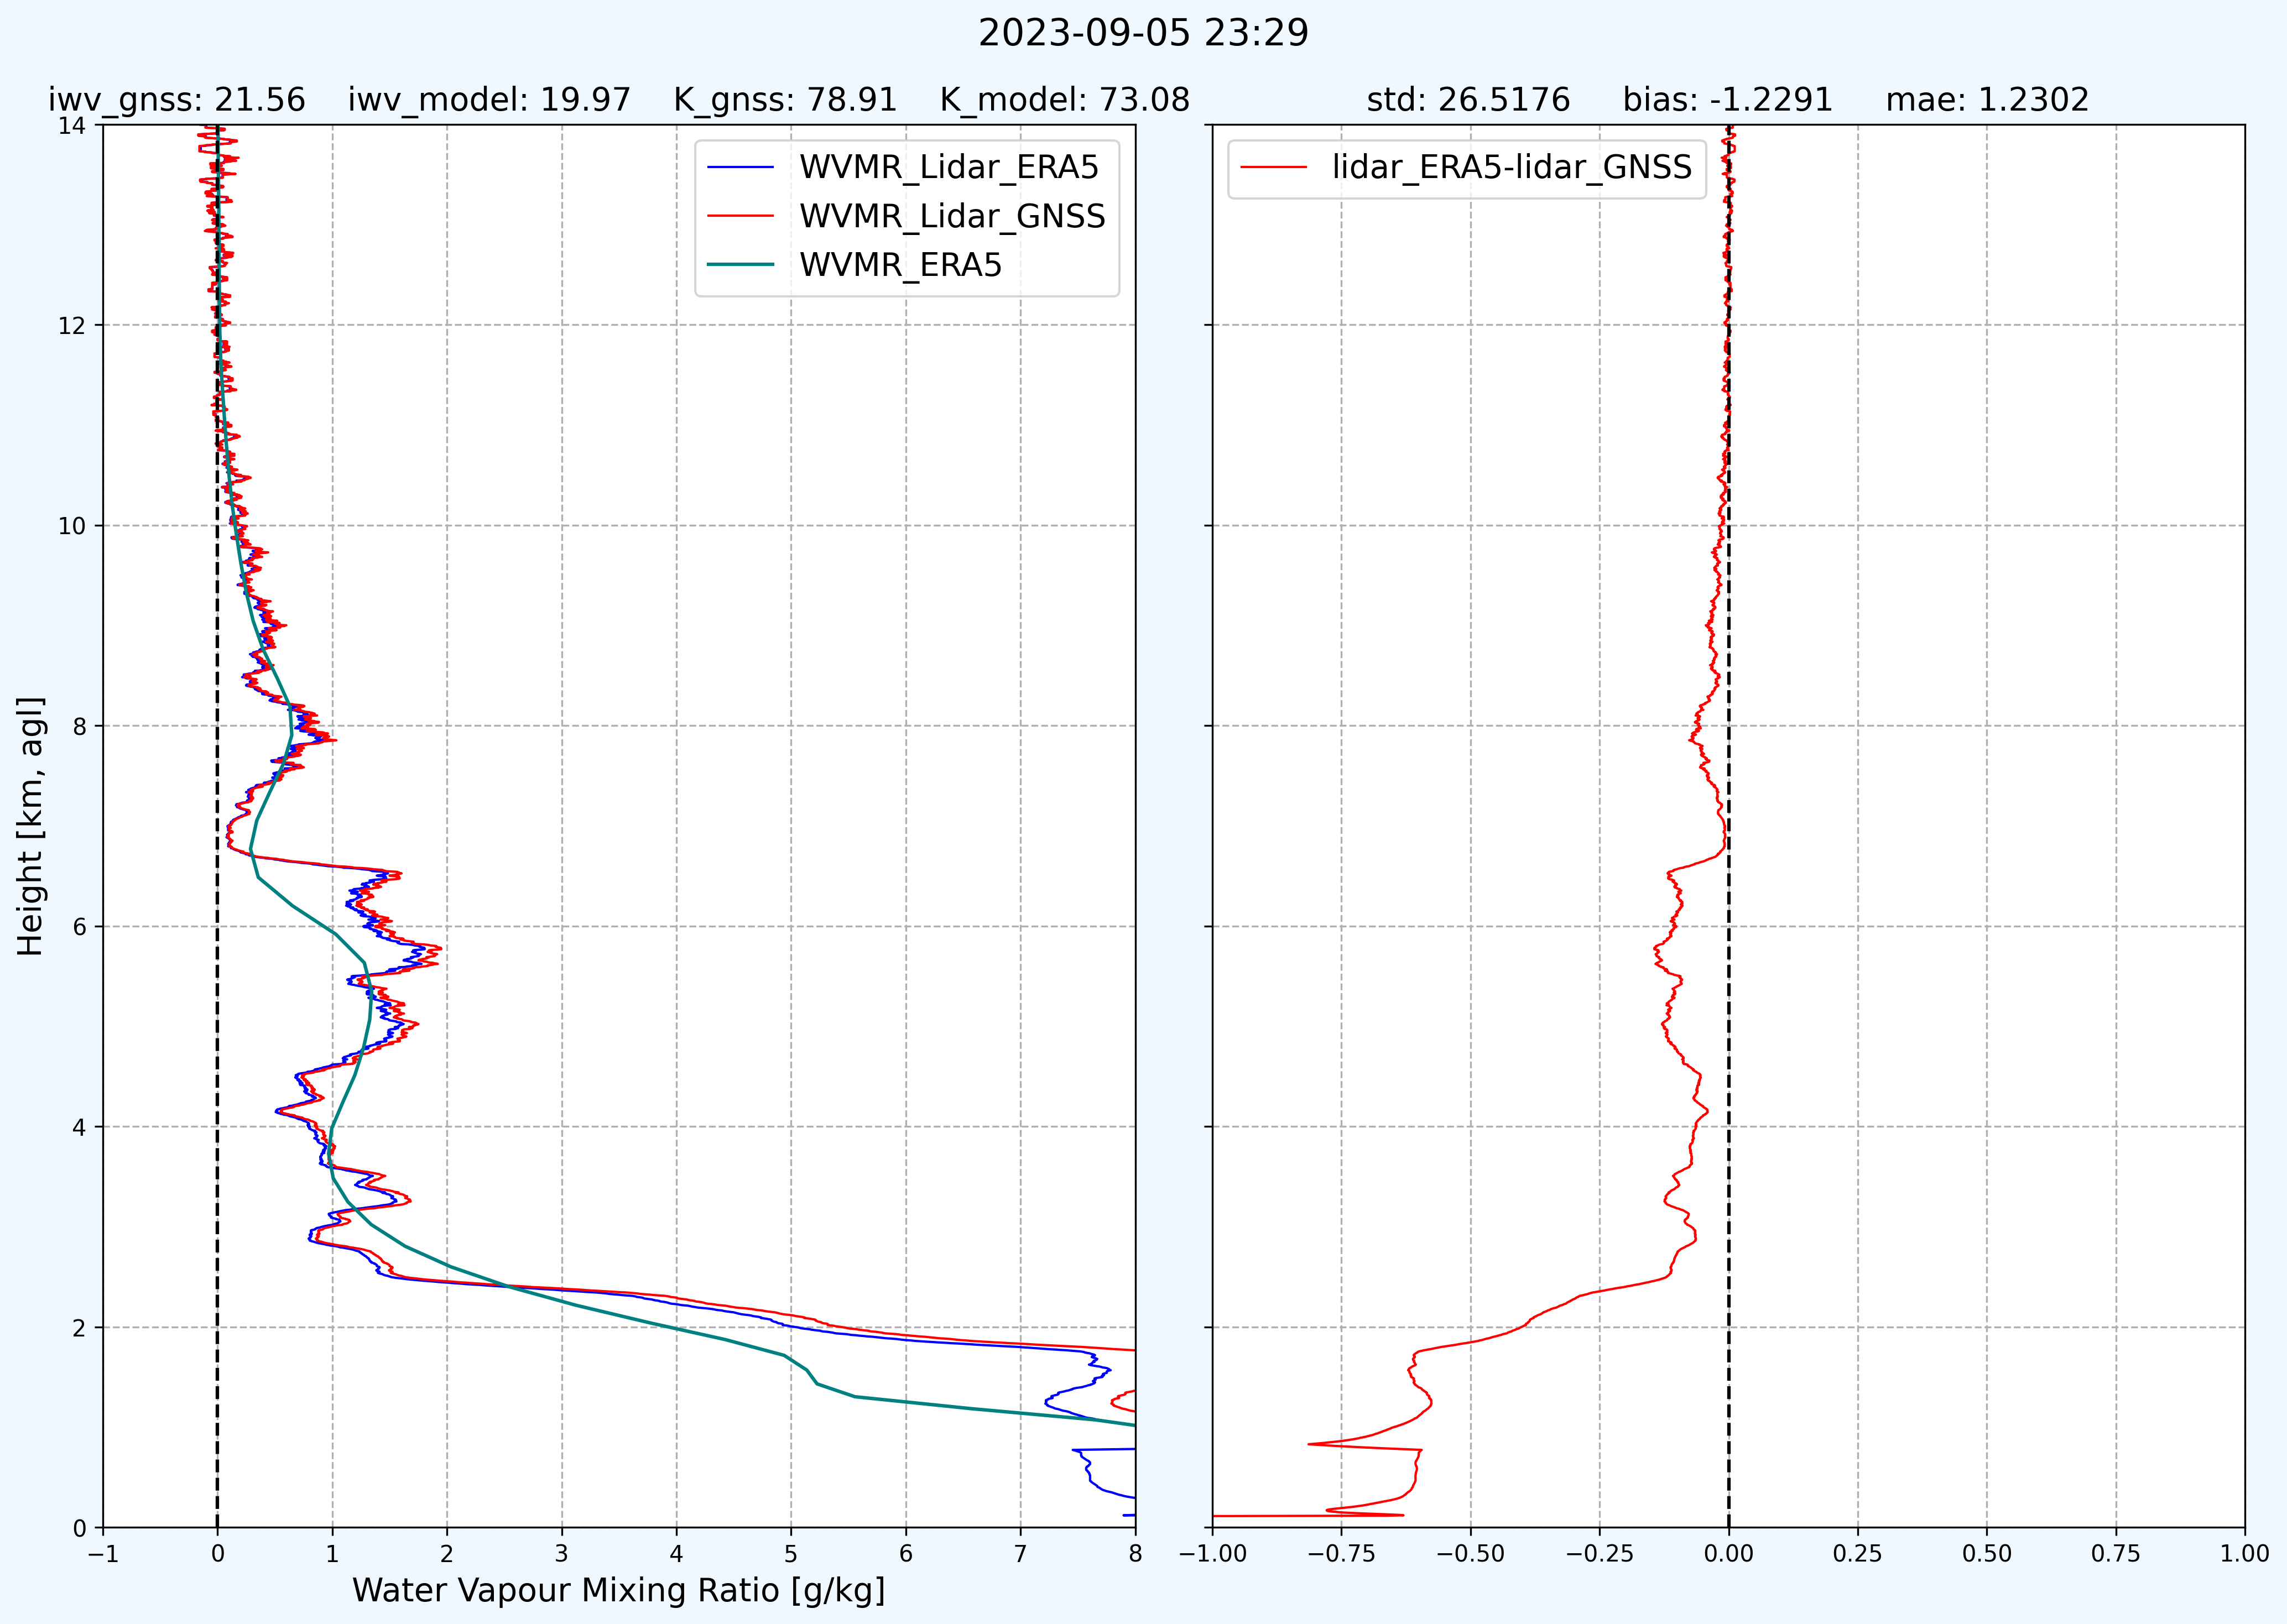 2023-09-05 23:29
iwv_gnss: 21.56 iwv_model: 19.97 K_gnss: 78.91 K_model: 73.08
std: 26.5176 bias: -1.2291 mae: 1.2302
WVMR_Lidar_ERA5
WVMR_Lidar_GNSS
WVMR_ERA5
lidar_ERA5-lidar_GNSS
Height [km, agl]
14
12
10
8
6
4
2
0
−1 0 1 2 3 4 5 6 7 8
Water Vapour Mixing Ratio [g/kg]
−1.00 −0.75 −0.50 −0.25 0.00 0.25 0.50 0.75 1.00